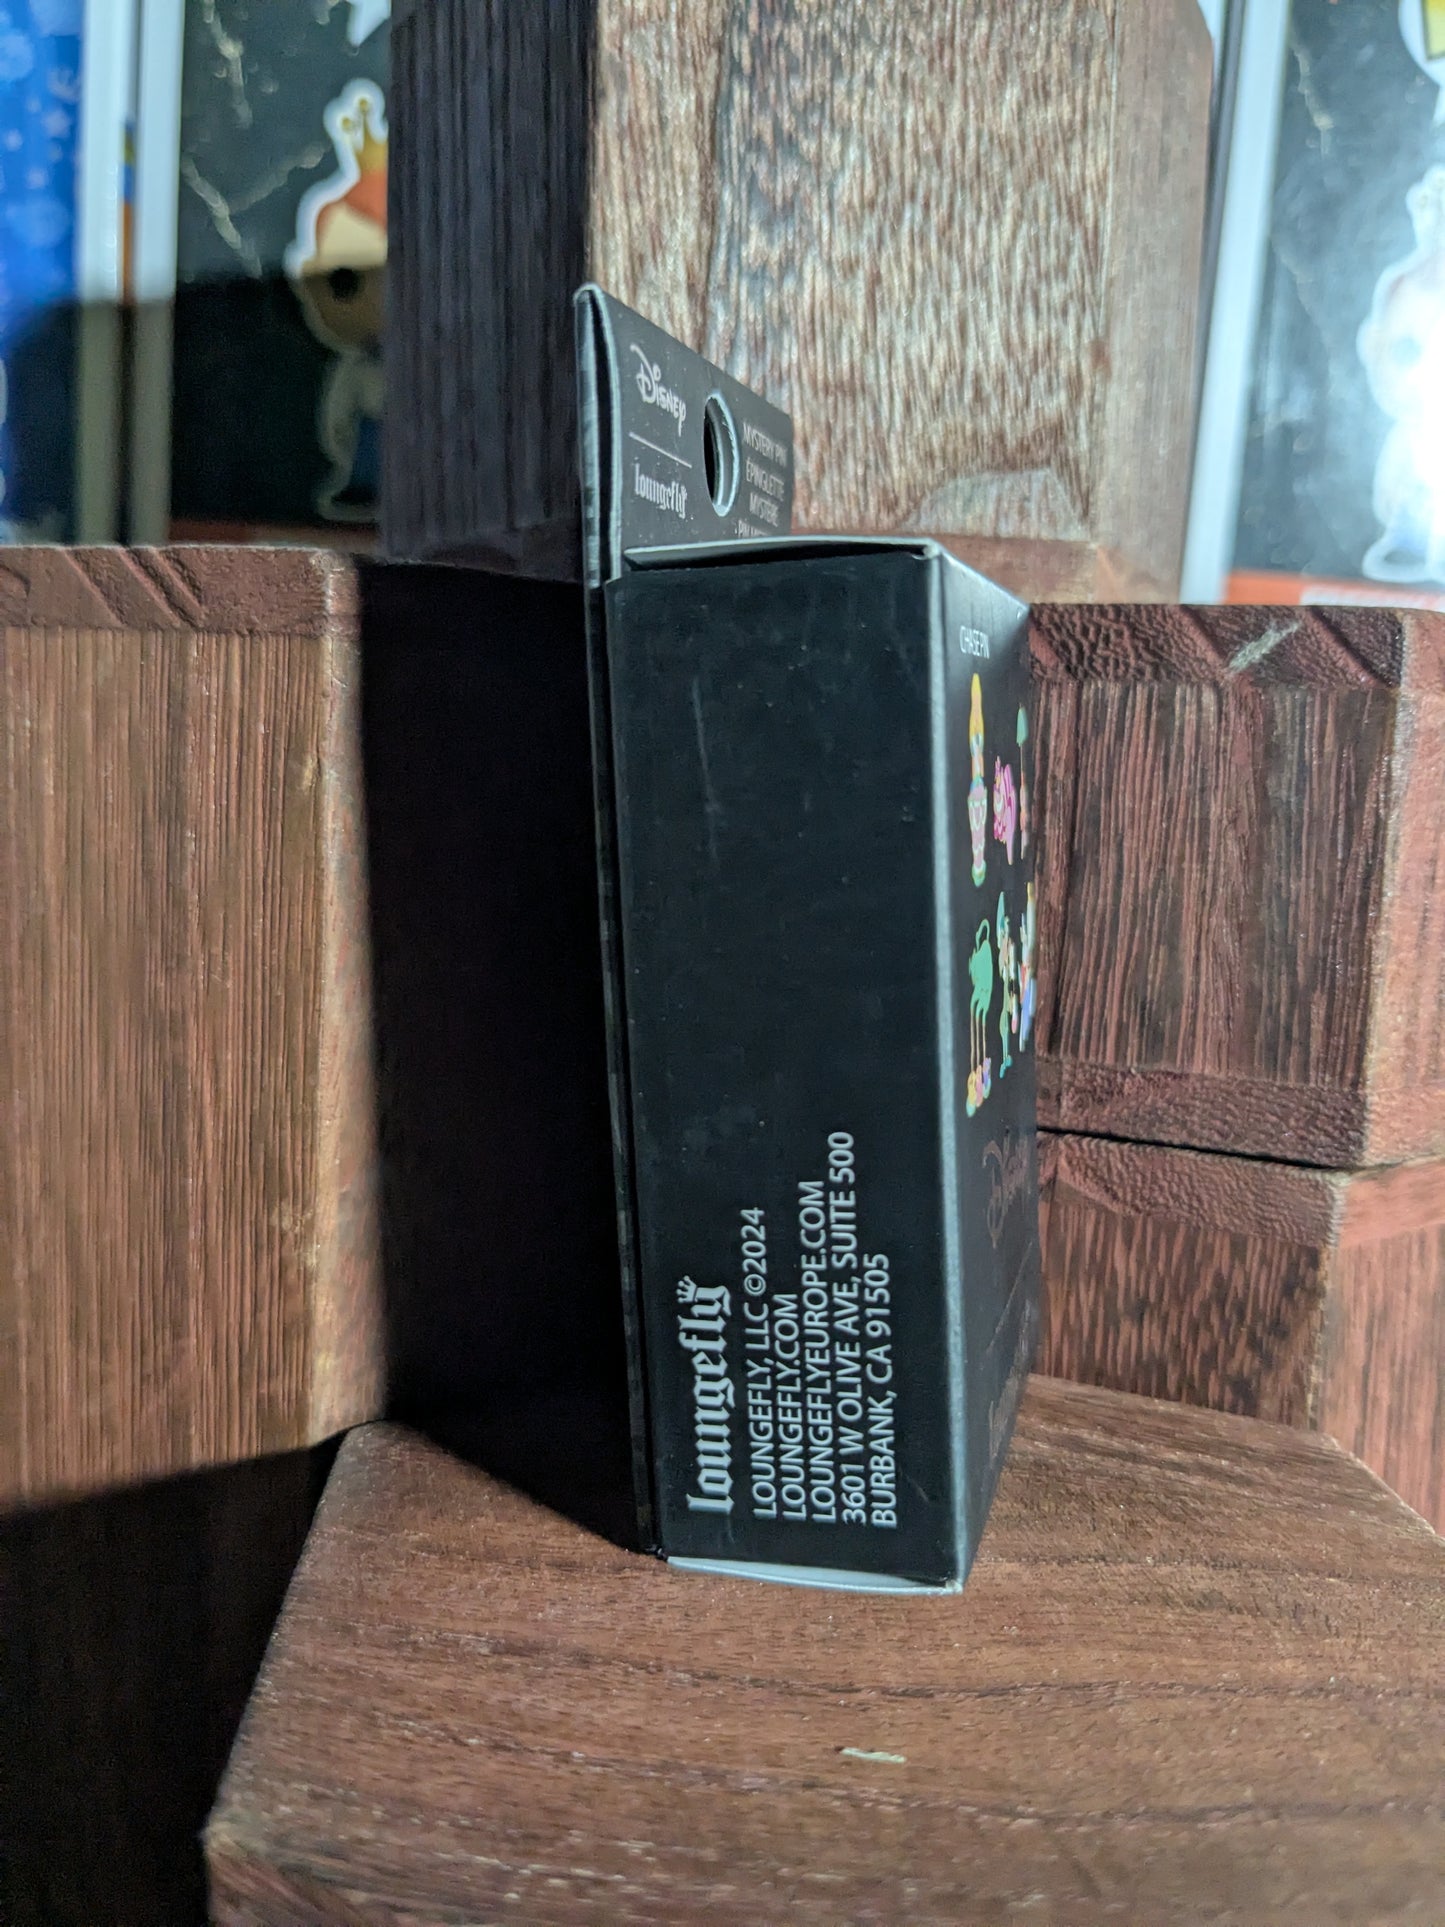 Disney
loungefly
MYSTERY PIN
ÉPINGLETTE
MYSTÈRE
CHASE PIN
Disney
loungefly
LOUNGEFLY, LLC ©2024
LOUNGEFLY.COM
LOUNGEFLYEUROPE.COM
3601 W OLIVE AVE, SUITE 500
BURBANK, CA 91505